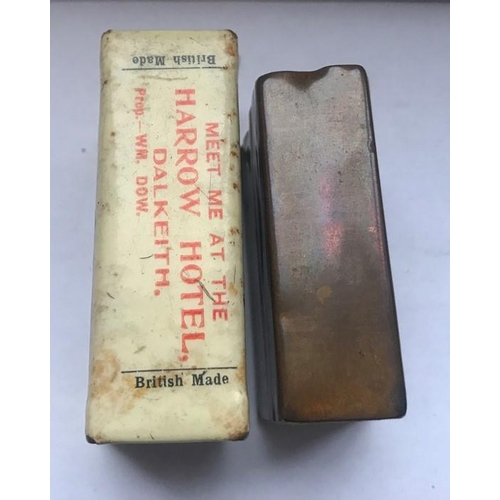 British Made
MEET ME AT THE
HARROW HOTEL,
DALKEITH.
Prop.—WM. DOW.
British Made